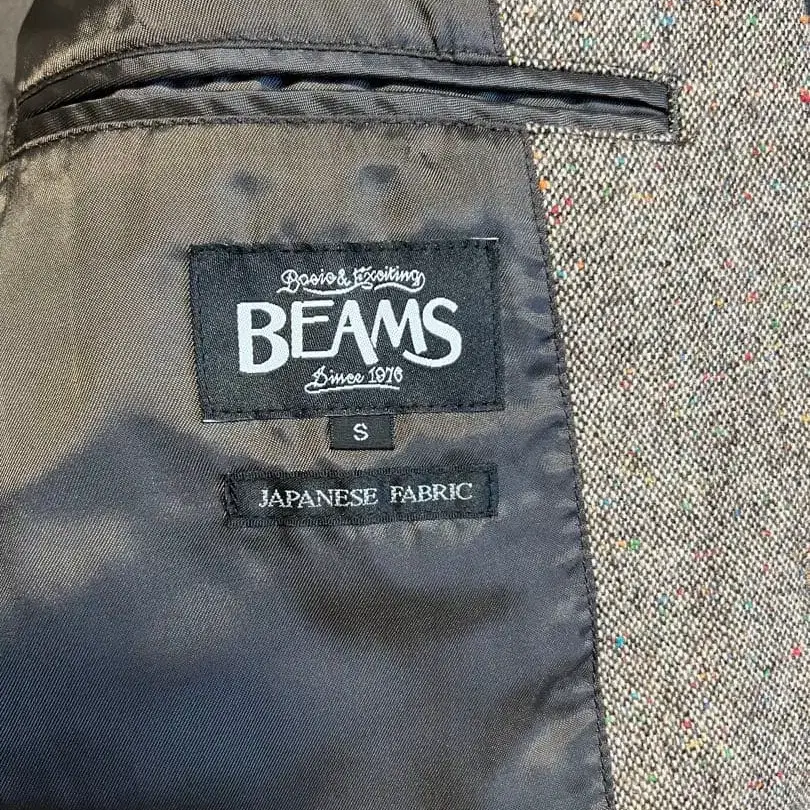 Basic & Exciting
BEAMS
Since 1976
S
JAPANESE FABRIC